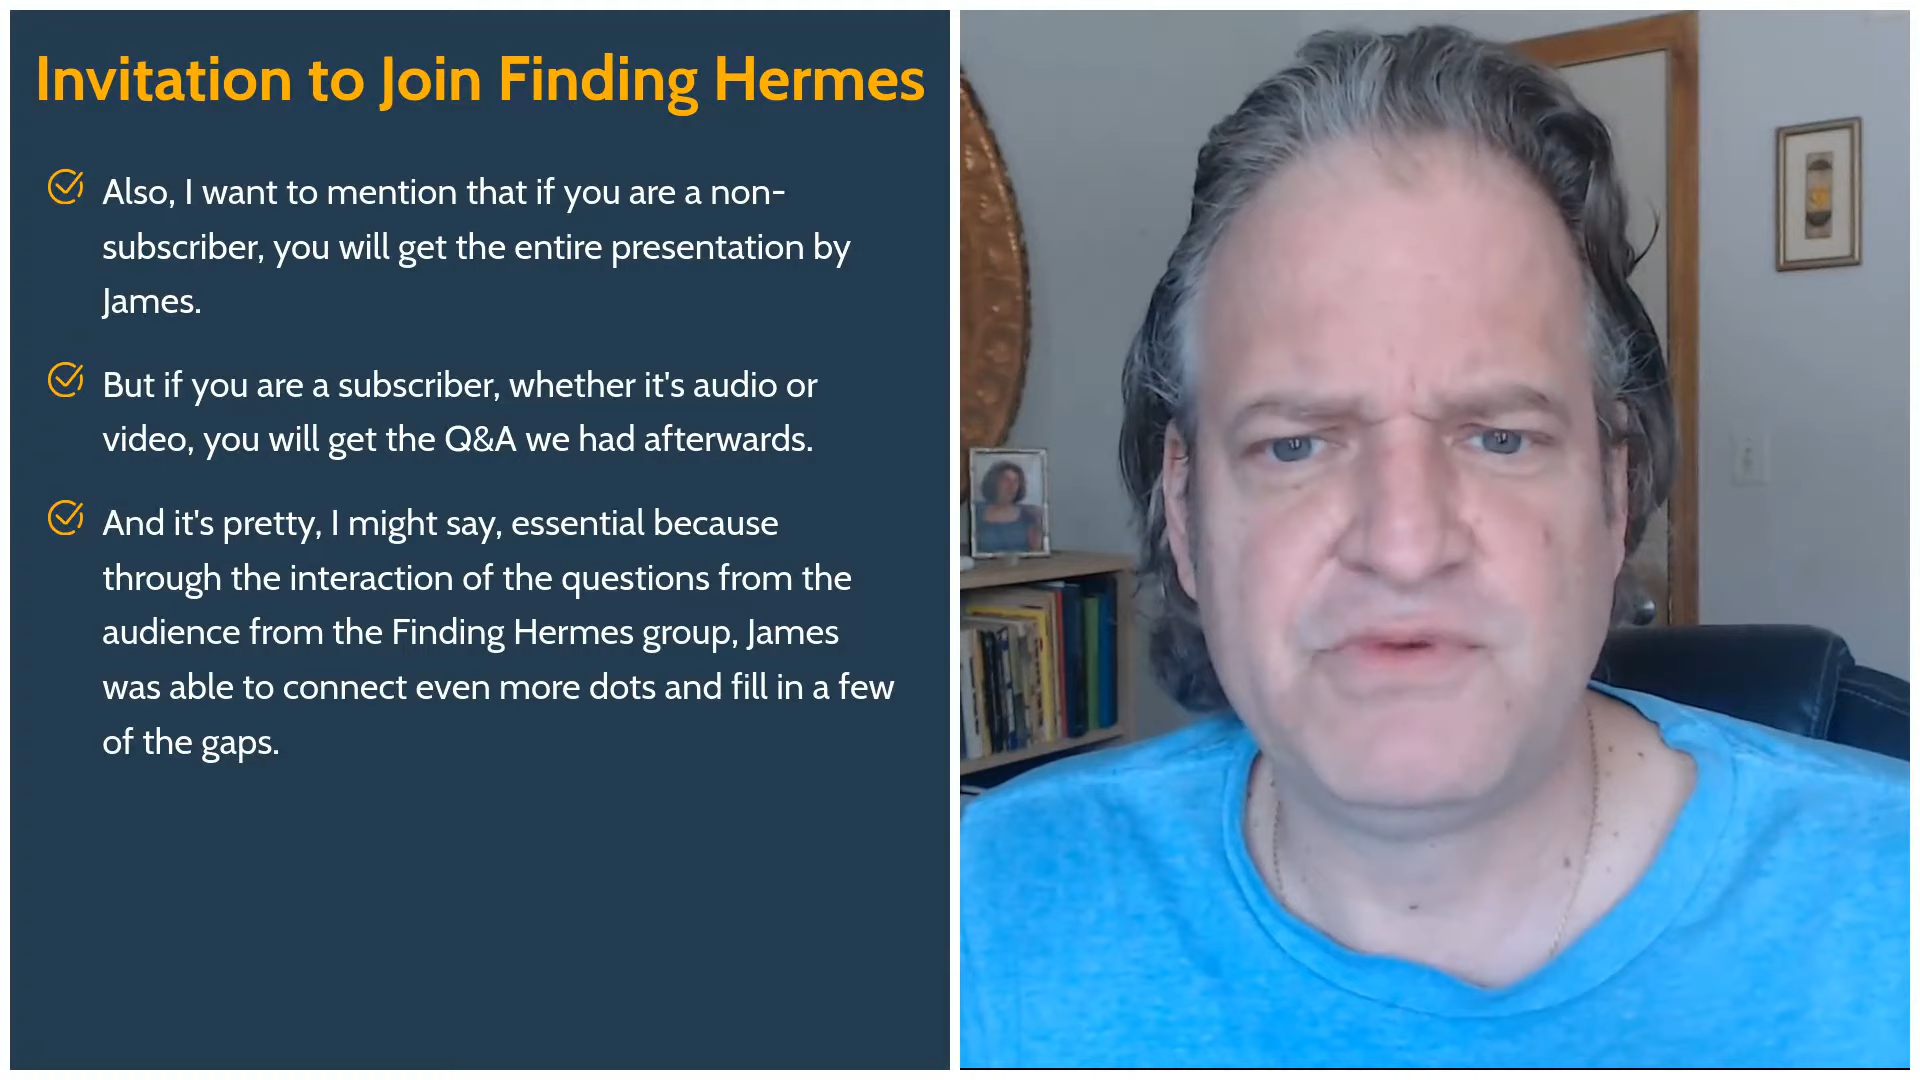 Invitation to Join Finding Hermes
Also, I want to mention that if you are a non-
subscriber, you will get the entire presentation by
James.
But if you are a subscriber, whether it's audio or
video, you will get the Q&A we had afterwards.
And it's pretty, I might say, essential because
through the interaction of the questions from the
audience from the Finding Hermes group, James
was able to connect even more dots and fill in a few
of the gaps.